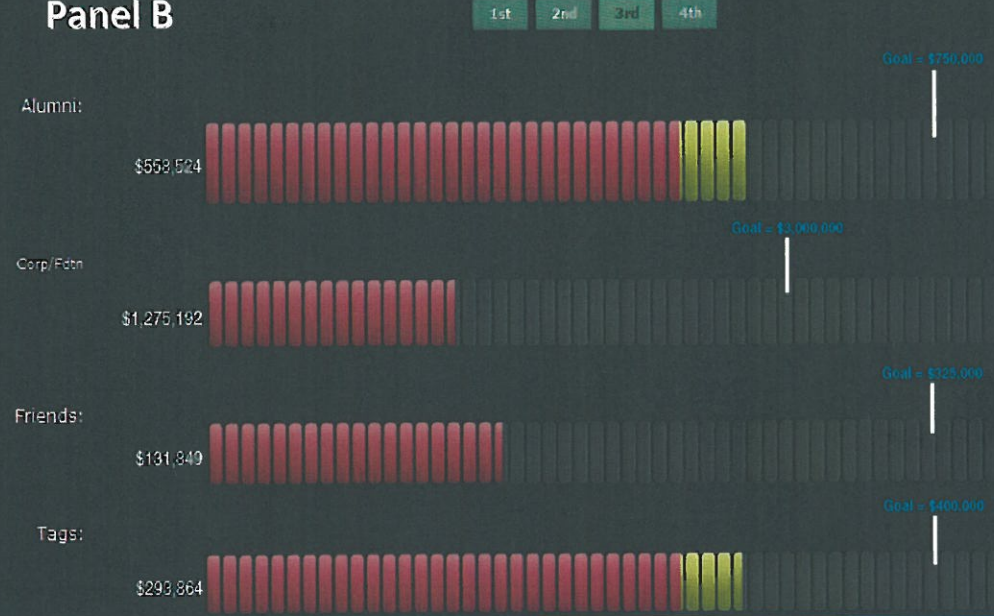 Panel B
1st 2nd 3rd 4th
Goal = $750,000
Alumni:
$558,524
Goal = $3,000,000
Corp/Fdtn
$1,275,192
Goal = $325,000
Friends:
$131,849
Goal = $400,000
Tags:
$293,864